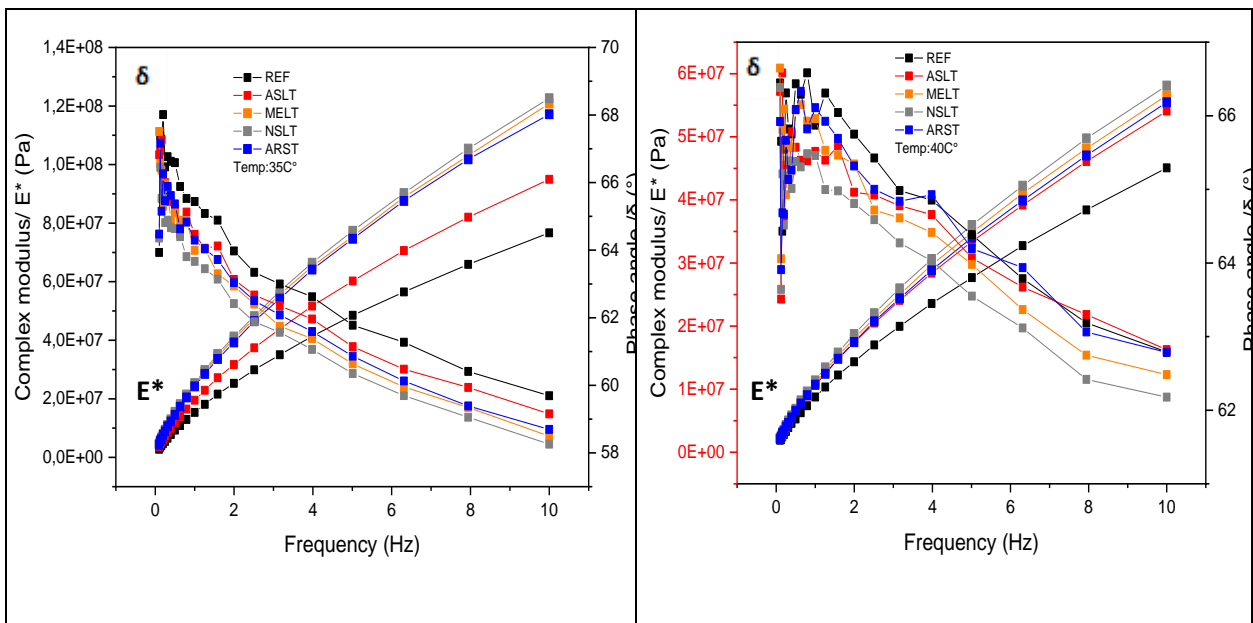 δ
REF
ASLT
MELT
NSLT
ARST
Temp:35C°
E*
Complex modulus/ E* (Pa)
1,4E+08
1,2E+08
1,0E+08
8,0E+07
6,0E+07
4,0E+07
2,0E+07
0,0E+00
70
68
66
64
62
60
58
Phase angle /δ (°)
0 2 4 6 8 10
Frequency (Hz)
δ
REF
ASLT
MELT
NSLT
ARST
Temp:40C°
E*
Complex modulus/ E* (Pa)
6E+07
5E+07
4E+07
3E+07
2E+07
1E+07
0E+00
66
64
62
Phase angle /δ (°)
0 2 4 6 8 10
Frequency (Hz)